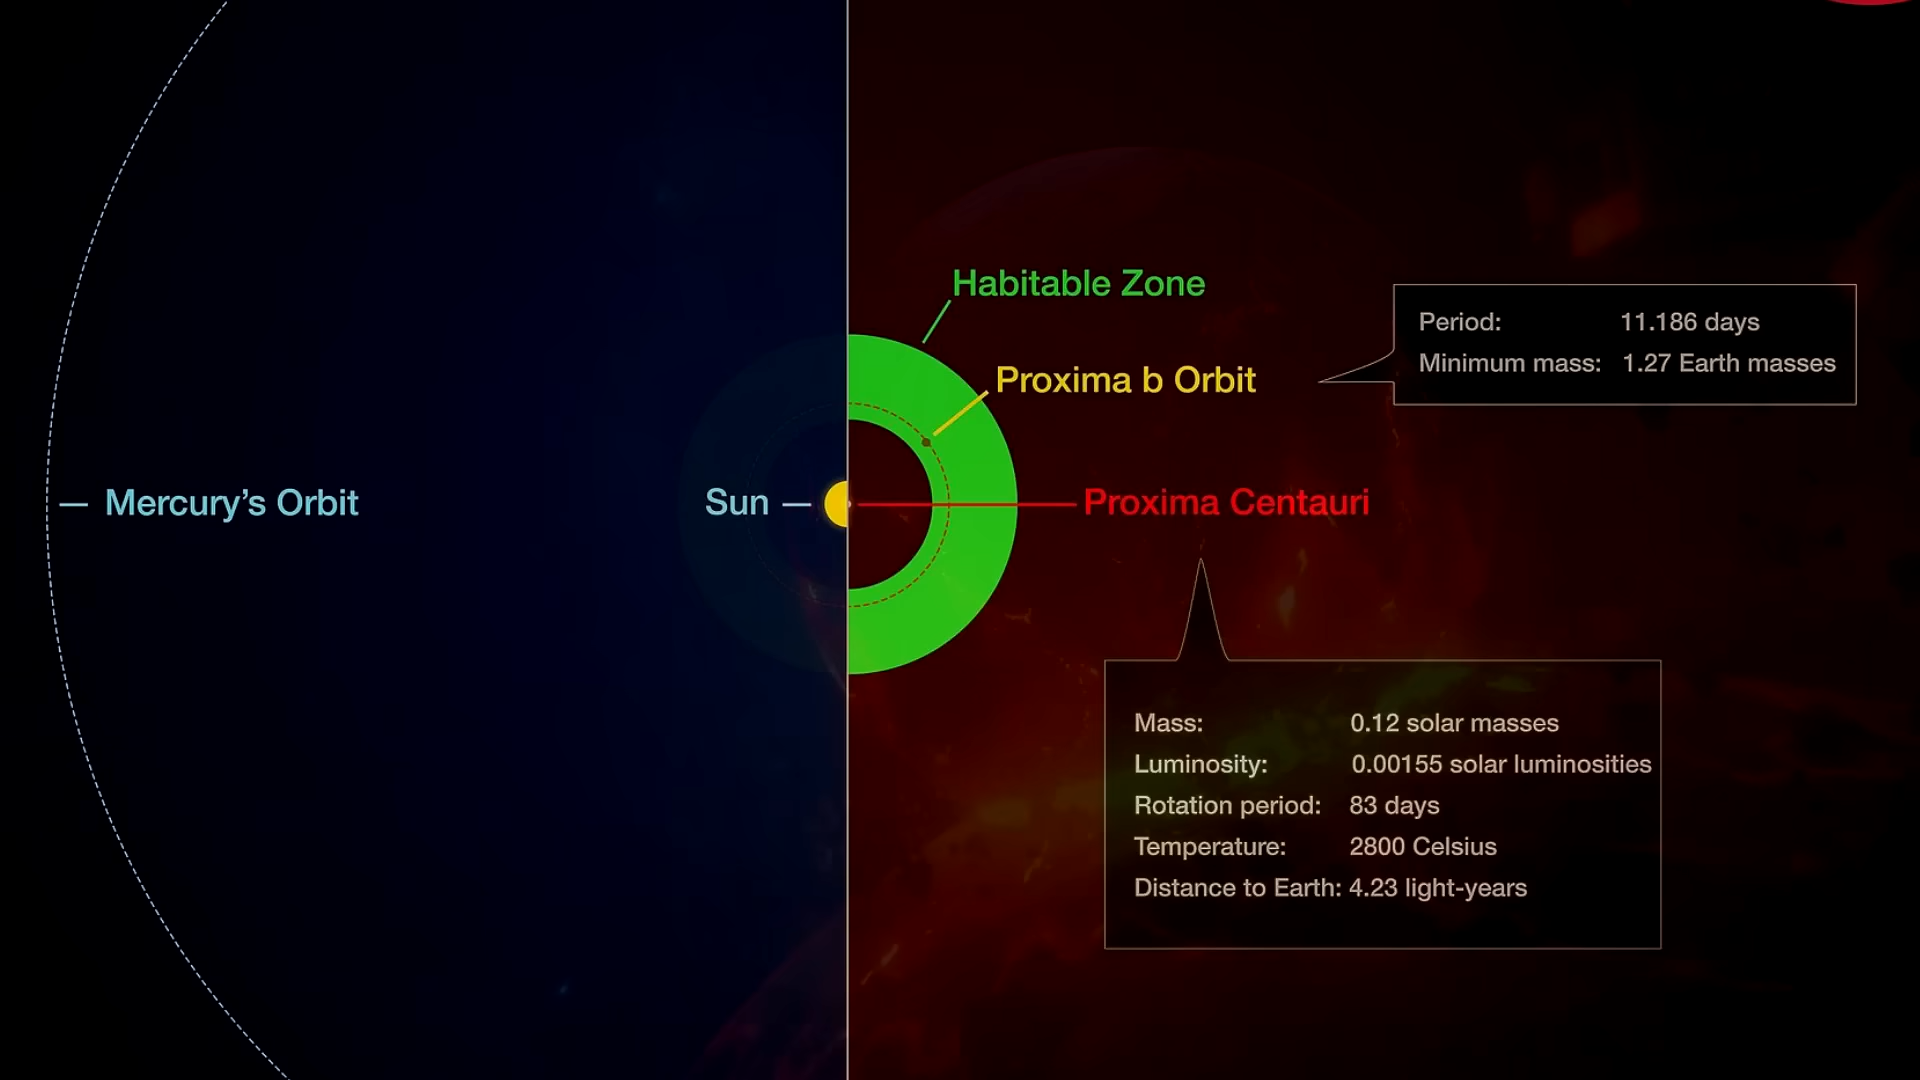 Habitable Zone
Period: 11.186 days
Minimum mass: 1.27 Earth masses
Proxima b Orbit
Mercury’s Orbit
Sun
Proxima Centauri
Mass: 0.12 solar masses
Luminosity: 0.00155 solar luminosities
Rotation period: 83 days
Temperature: 2800 Celsius
Distance to Earth: 4.23 light-years